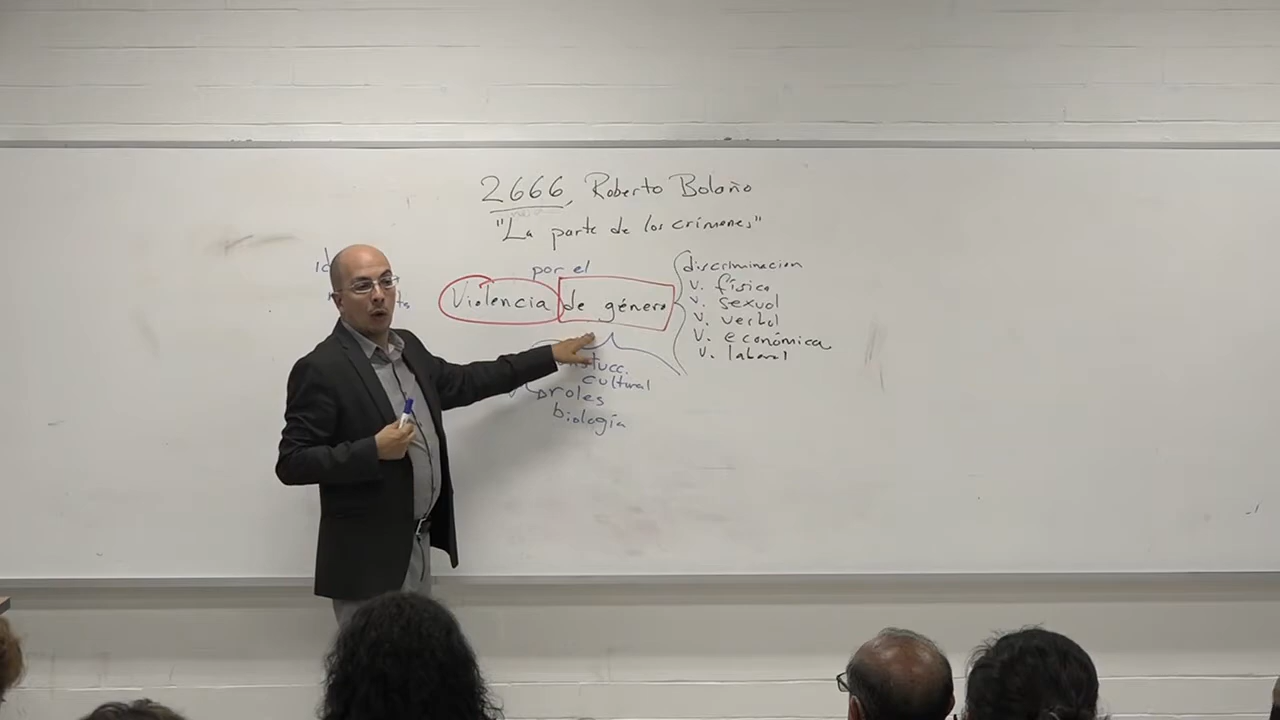 2666, Roberto Bolaño
"La parte de los crímenes"
por el
Violencia de género
discriminación
v. física
v. sexual
v. verbal
v. económica
v. laboral
cultural
roles
biología